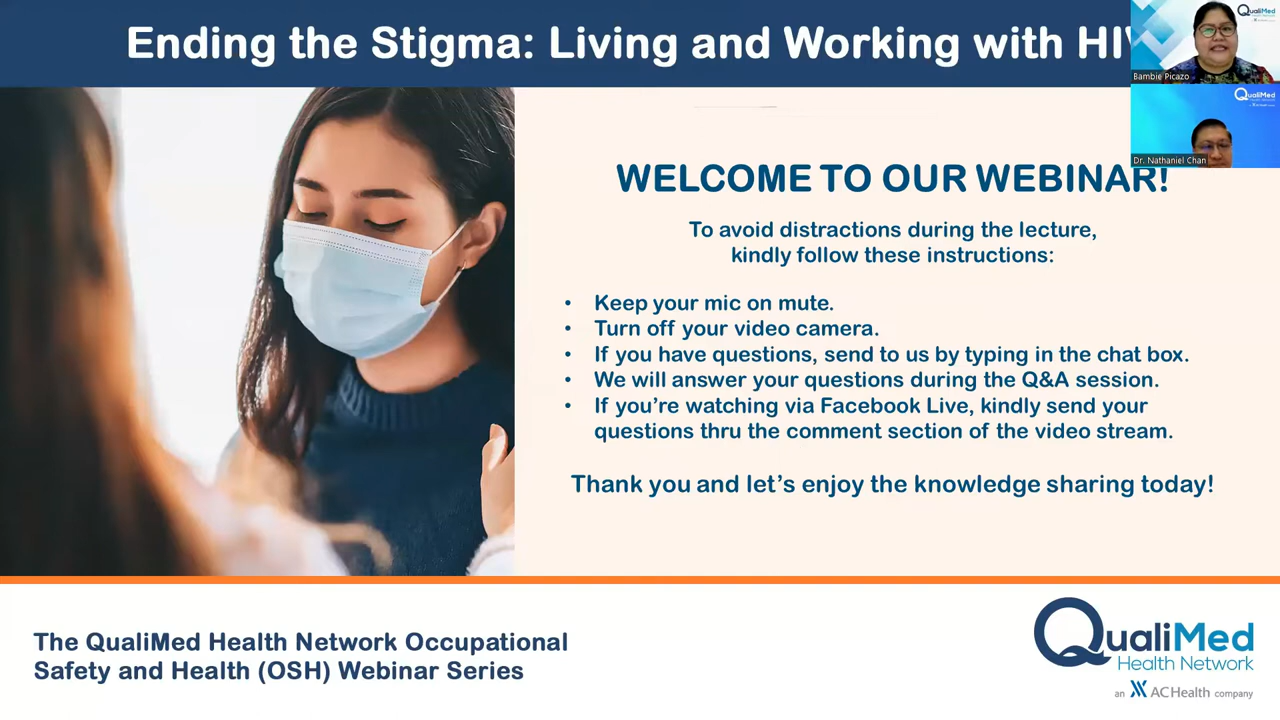 Ending the Stigma: Living and Working with HI
QualiMed
Bambie Picazo
QualiMed
Dr. Nathaniel Chan
WELCOME TO OUR WEBINAR!
To avoid distractions during the lecture,
kindly follow these instructions:
• Keep your mic on mute.
• Turn off your video camera.
• If you have questions, send to us by typing in the chat box.
• We will answer your questions during the Q&A session.
• If you’re watching via Facebook Live, kindly send your
questions thru the comment section of the video stream.
Thank you and let’s enjoy the knowledge sharing today!
The QualiMed Health Network Occupational
Safety and Health (OSH) Webinar Series
QualiMed
Health Network
an ACHealth company